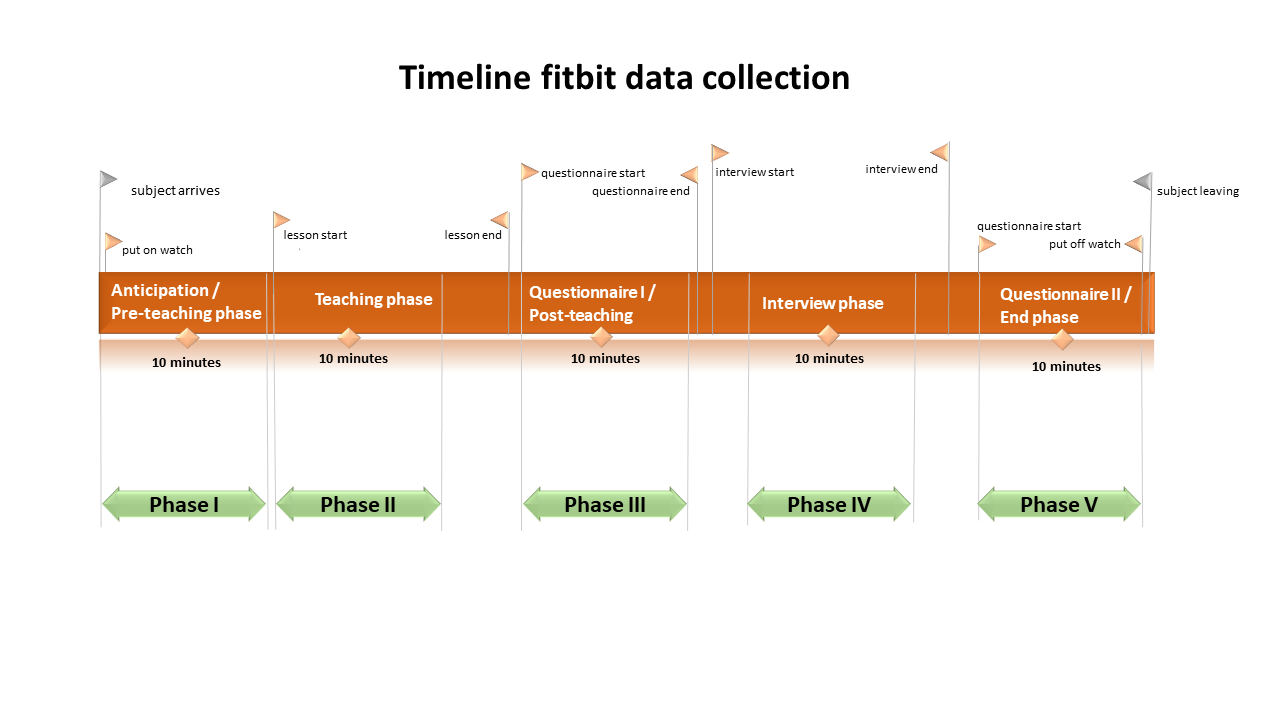 Timeline fitbit data collection
subject arrives
put on watch
lesson start
lesson end
questionnaire start
questionnaire end
interview start
interview end
questionnaire start
put off watch
subject leaving
Anticipation /
Pre-teaching phase
Teaching phase
Questionnaire I /
Post-teaching
Interview phase
Questionnaire II /
End phase
10 minutes
10 minutes
10 minutes
10 minutes
10 minutes
Phase I
Phase II
Phase III
Phase IV
Phase V